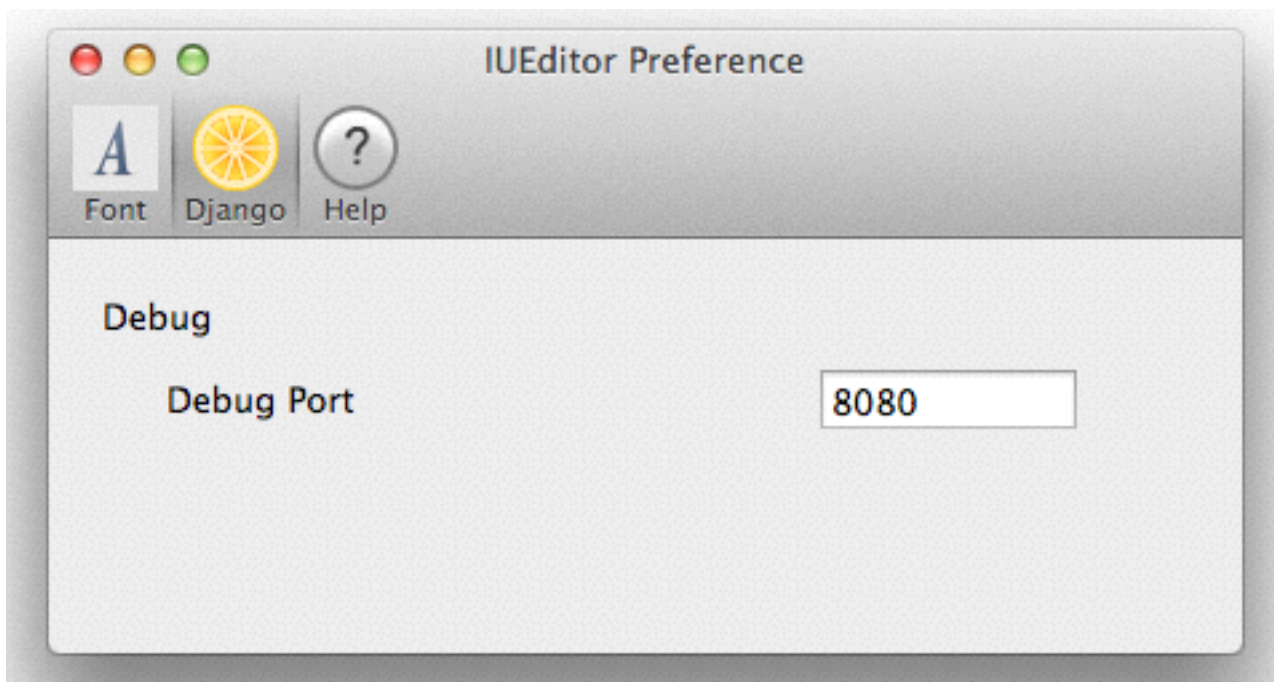 IUEditor Preference
A
?
Font Django Help
Debug
Debug Port 8080